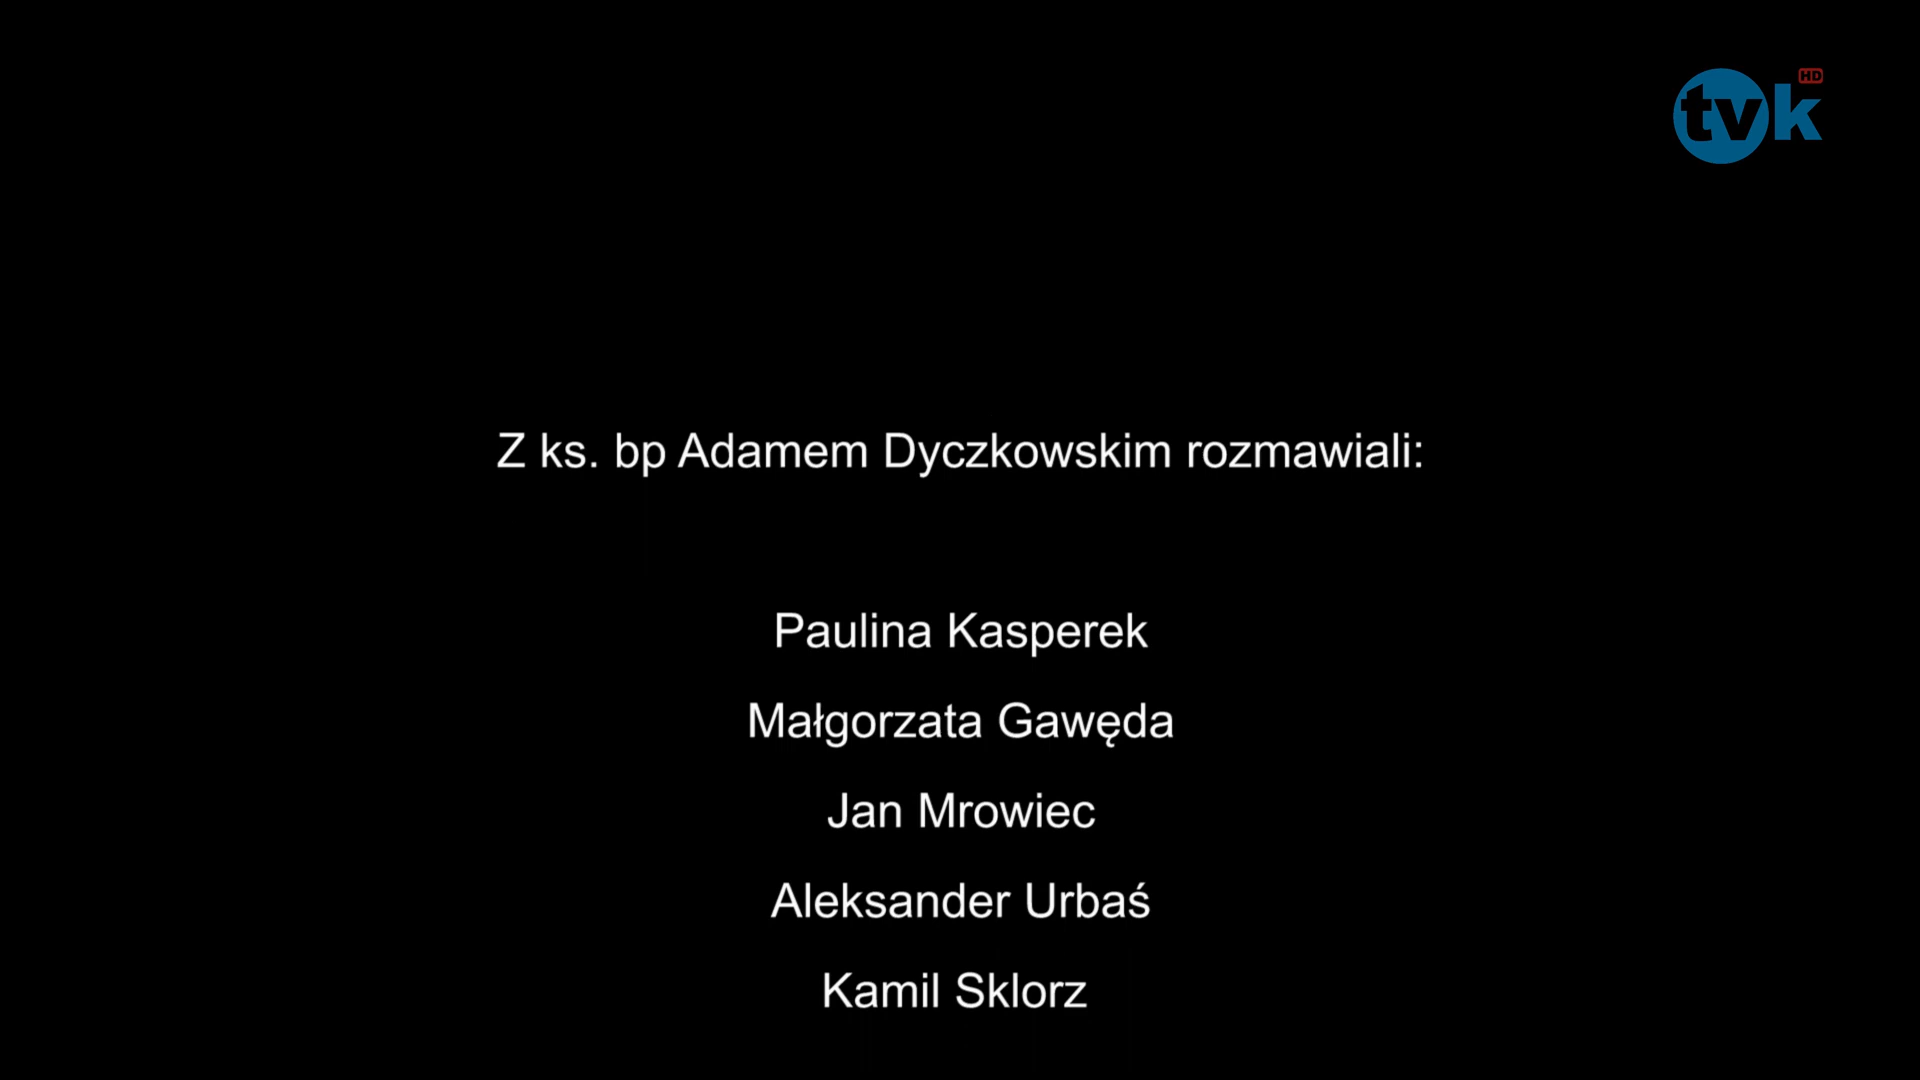 tvk HD
Z ks. bp Adamem Dyczkowskim rozmawiali:
Paulina Kasperek
Małgorzata Gawęda
Jan Mrowiec
Aleksander Urbaś
Kamil Sklorz